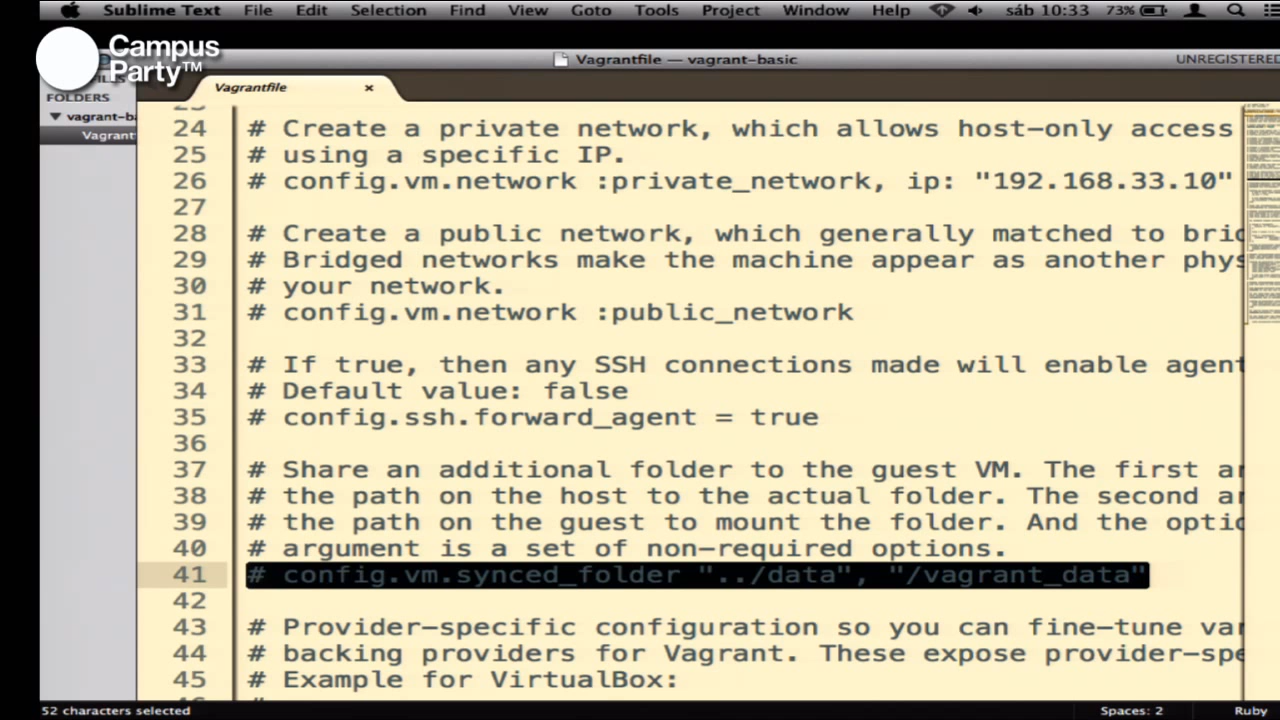 Sublime Text File Edit Selection Find View Goto Tools Project Window Help sáb 10:33 73%
Campus
Party™
Vagrantfile — vagrant-basic UNREGISTERED
Vagrantfile ×
FOLDERS
vagrant-ba
Vagrant
24 # Create a private network, which allows host-only access
25 # using a specific IP.
26 # config.vm.network :private_network, ip: "192.168.33.10"
27
28 # Create a public network, which generally matched to brid
29 # Bridged networks make the machine appear as another phys
30 # your network.
31 # config.vm.network :public_network
32
33 # If true, then any SSH connections made will enable agent
34 # Default value: false
35 # config.ssh.forward_agent = true
36
37 # Share an additional folder to the guest VM. The first ar
38 # the path on the host to the actual folder. The second ar
39 # the path on the guest to mount the folder. And the optio
40 # argument is a set of non-required options.
41 # config.vm.synced_folder "../data", "/vagrant_data"
42
43 # Provider-specific configuration so you can fine-tune var
44 # backing providers for Vagrant. These expose provider-spe
45 # Example for VirtualBox:
52 characters selected Spaces: 2 Ruby